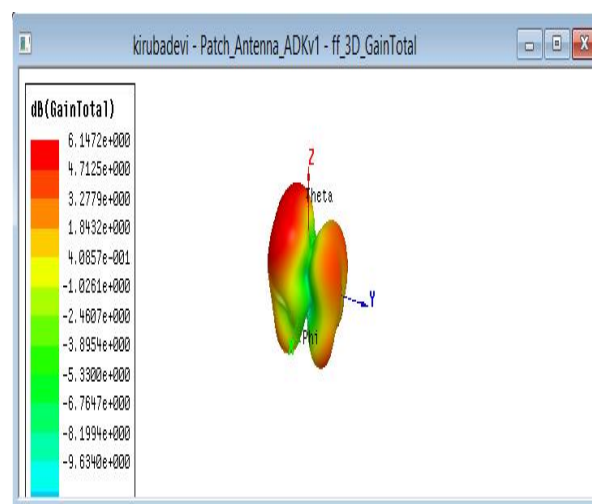 kirubadevi - Patch_Antenna_ADKv1 - ff_3D_GainTotal
dB(GainTotal)
6.1472e+000
4.7125e+000
3.2779e+000
1.8432e+000
4.0857e-001
-1.0261e+000
-2.4607e+000
-3.8954e+000
-5.3300e+000
-6.7647e+000
-8.1994e+000
-9.6340e+000
Z
Theta
Y
Phi